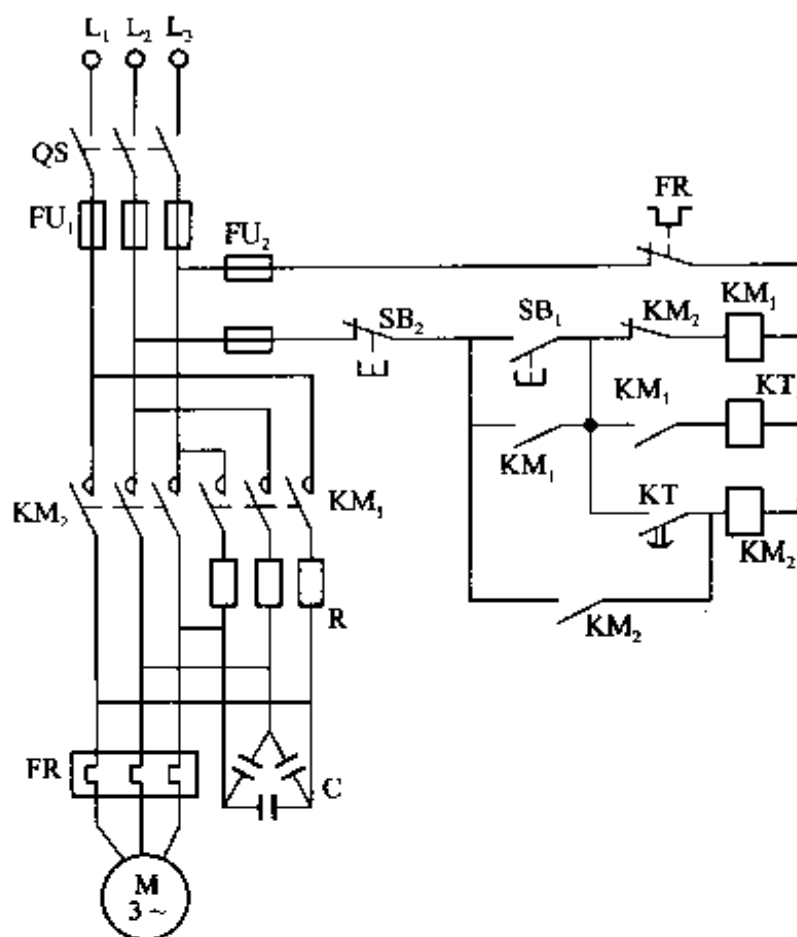 L₁ L₂ L₃
QS
FU₁
FU₂
FR
SB₂
SB₁
KM₂
KM₁
KM₁
KM₁
KT
KT
KM₂
KM₂
KM₂
KM₁
R
FR
C
M
3 ~